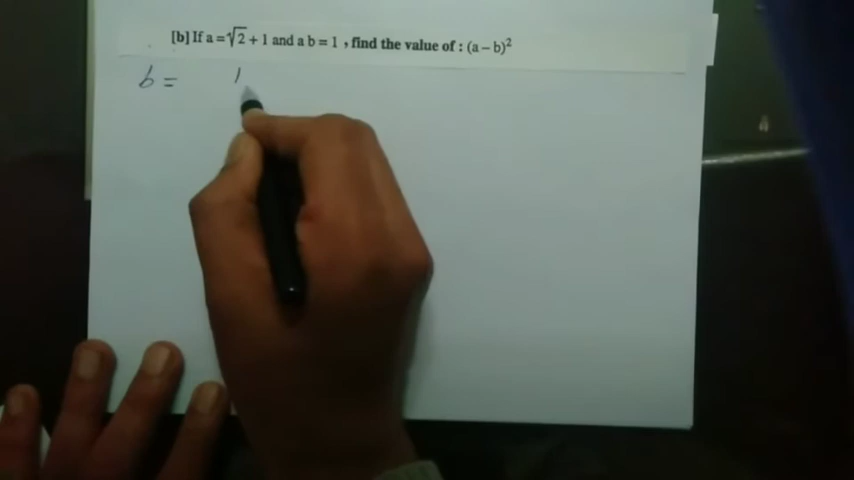 [b] If a = √2 + 1 and a b = 1 , find the value of : (a – b)²
b = 1